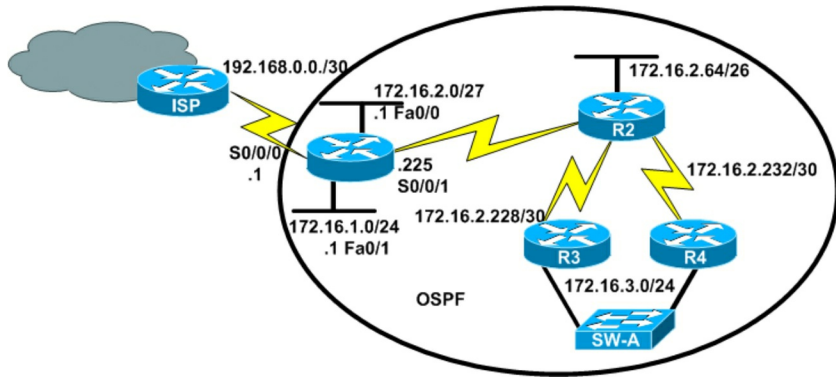 192.168.0.0./30
ISP
172.16.2.0/27
.1 Fa0/0
172.16.2.64/26
R2
S0/0/0
.1
.225
S0/0/1
172.16.2.232/30
172.16.1.0/24
.1 Fa0/1
172.16.2.228/30
R3
R4
172.16.3.0/24
OSPF
SW-A